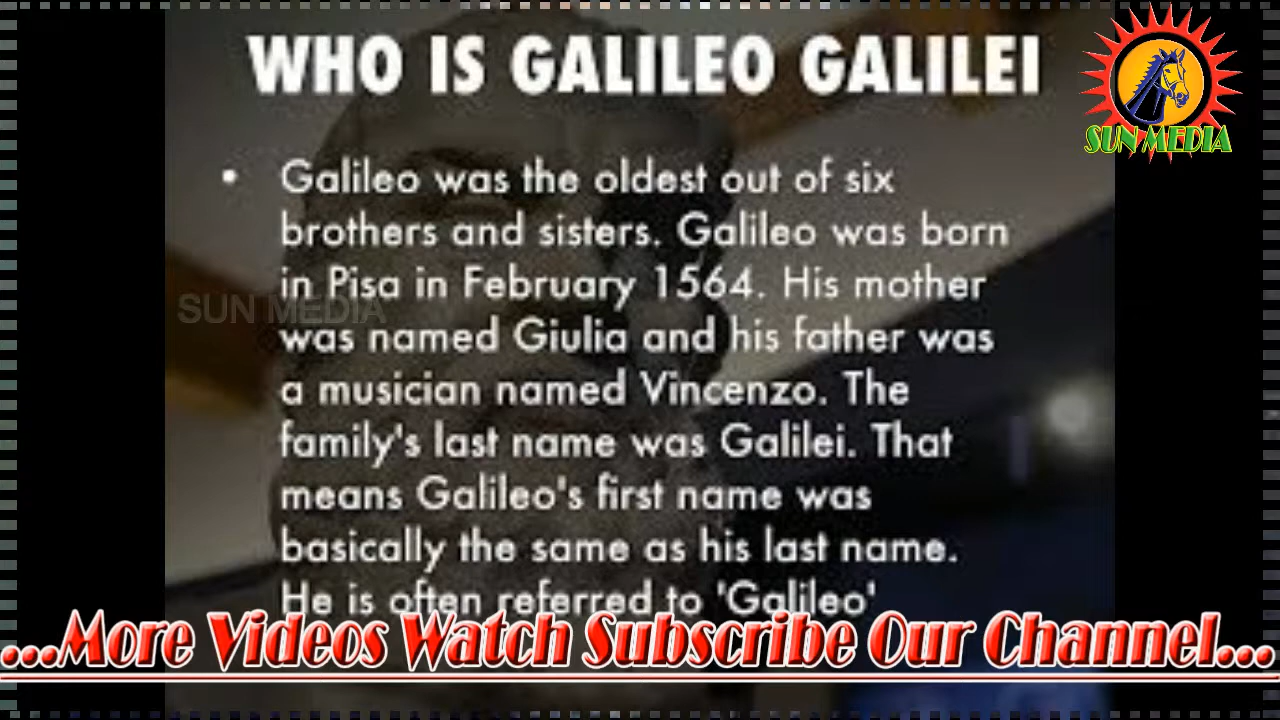 WHO IS GALILEO GALILEI
SUN MEDIA
• Galileo was the oldest out of six
brothers and sisters. Galileo was born
in Pisa in February 1564. His mother
SUN MEDIA
was named Giulia and his father was
a musician named Vincenzo. The
family's last name was Galilei. That
means Galileo's first name was
basically the same as his last name.
He is often referred to 'Galileo'
...More Videos Watch Subscribe Our Channel...